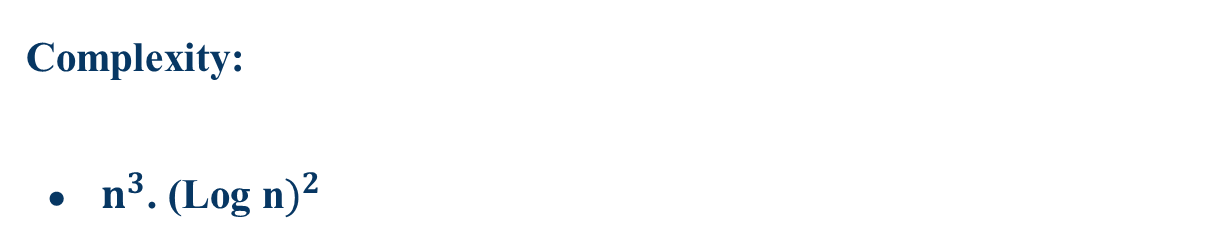 Complexity:
• n³. (Log n)²